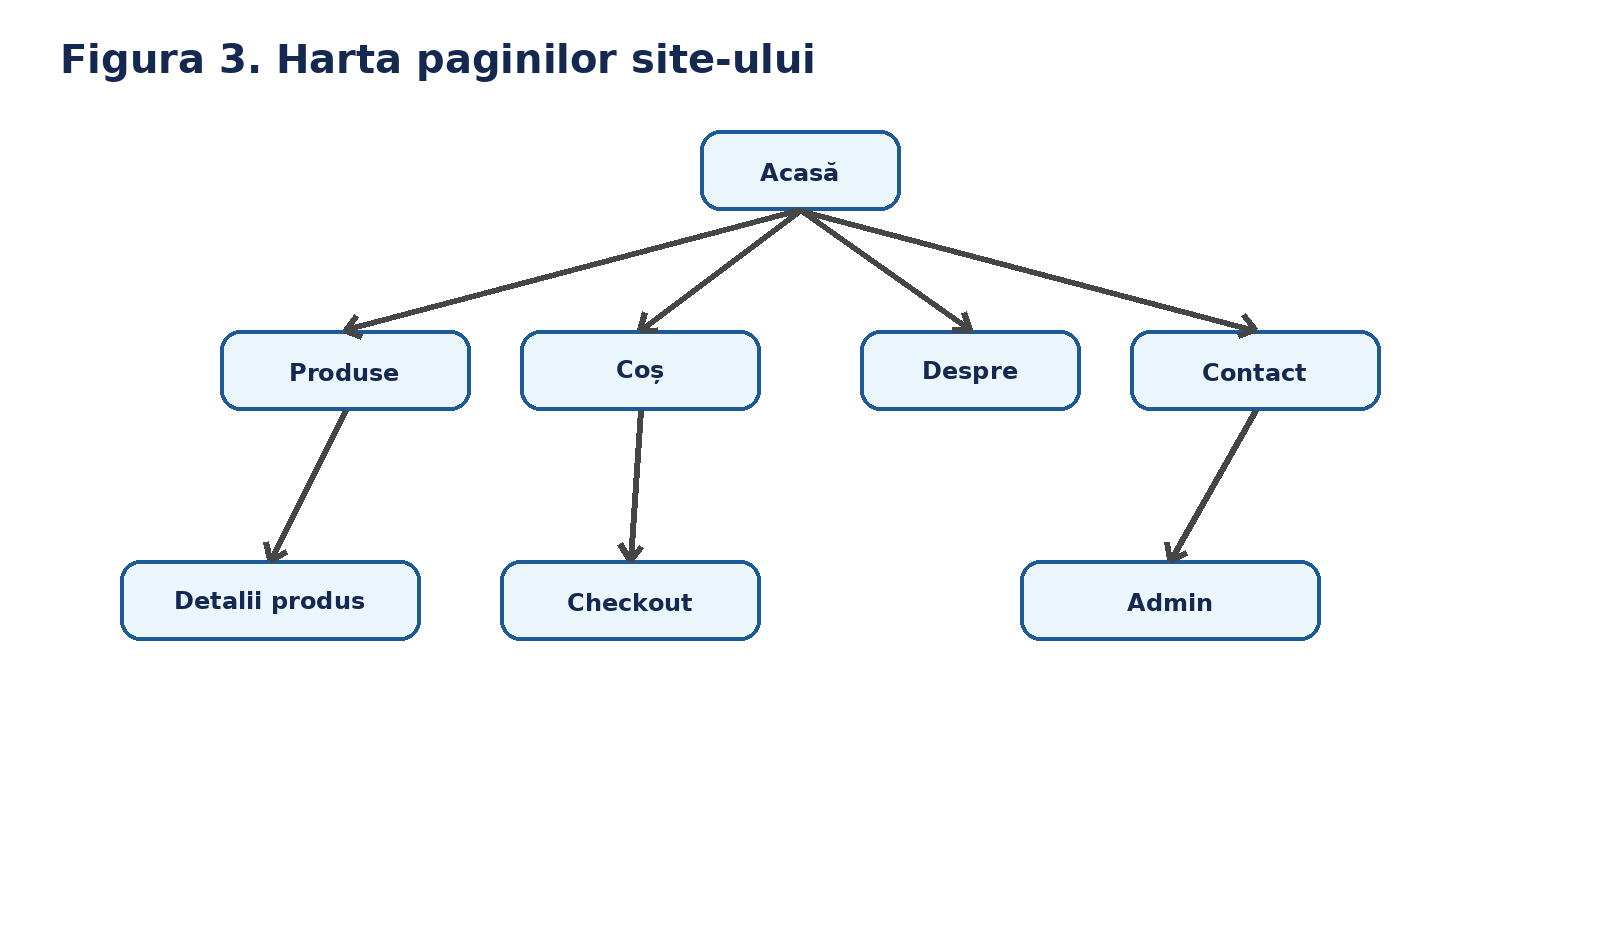 Figura 3. Harta paginilor site-ului
Acasă
Produse
Coș
Despre
Contact
Detalii produs
Checkout
Admin